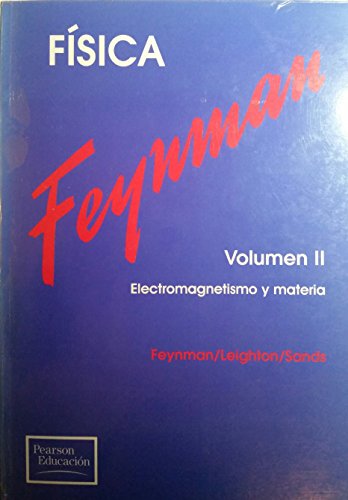 FÍSICA
Feynman
Volumen II
Electromagnetismo y materia
Feynman/Leighton/Sands
Pearson
Educación